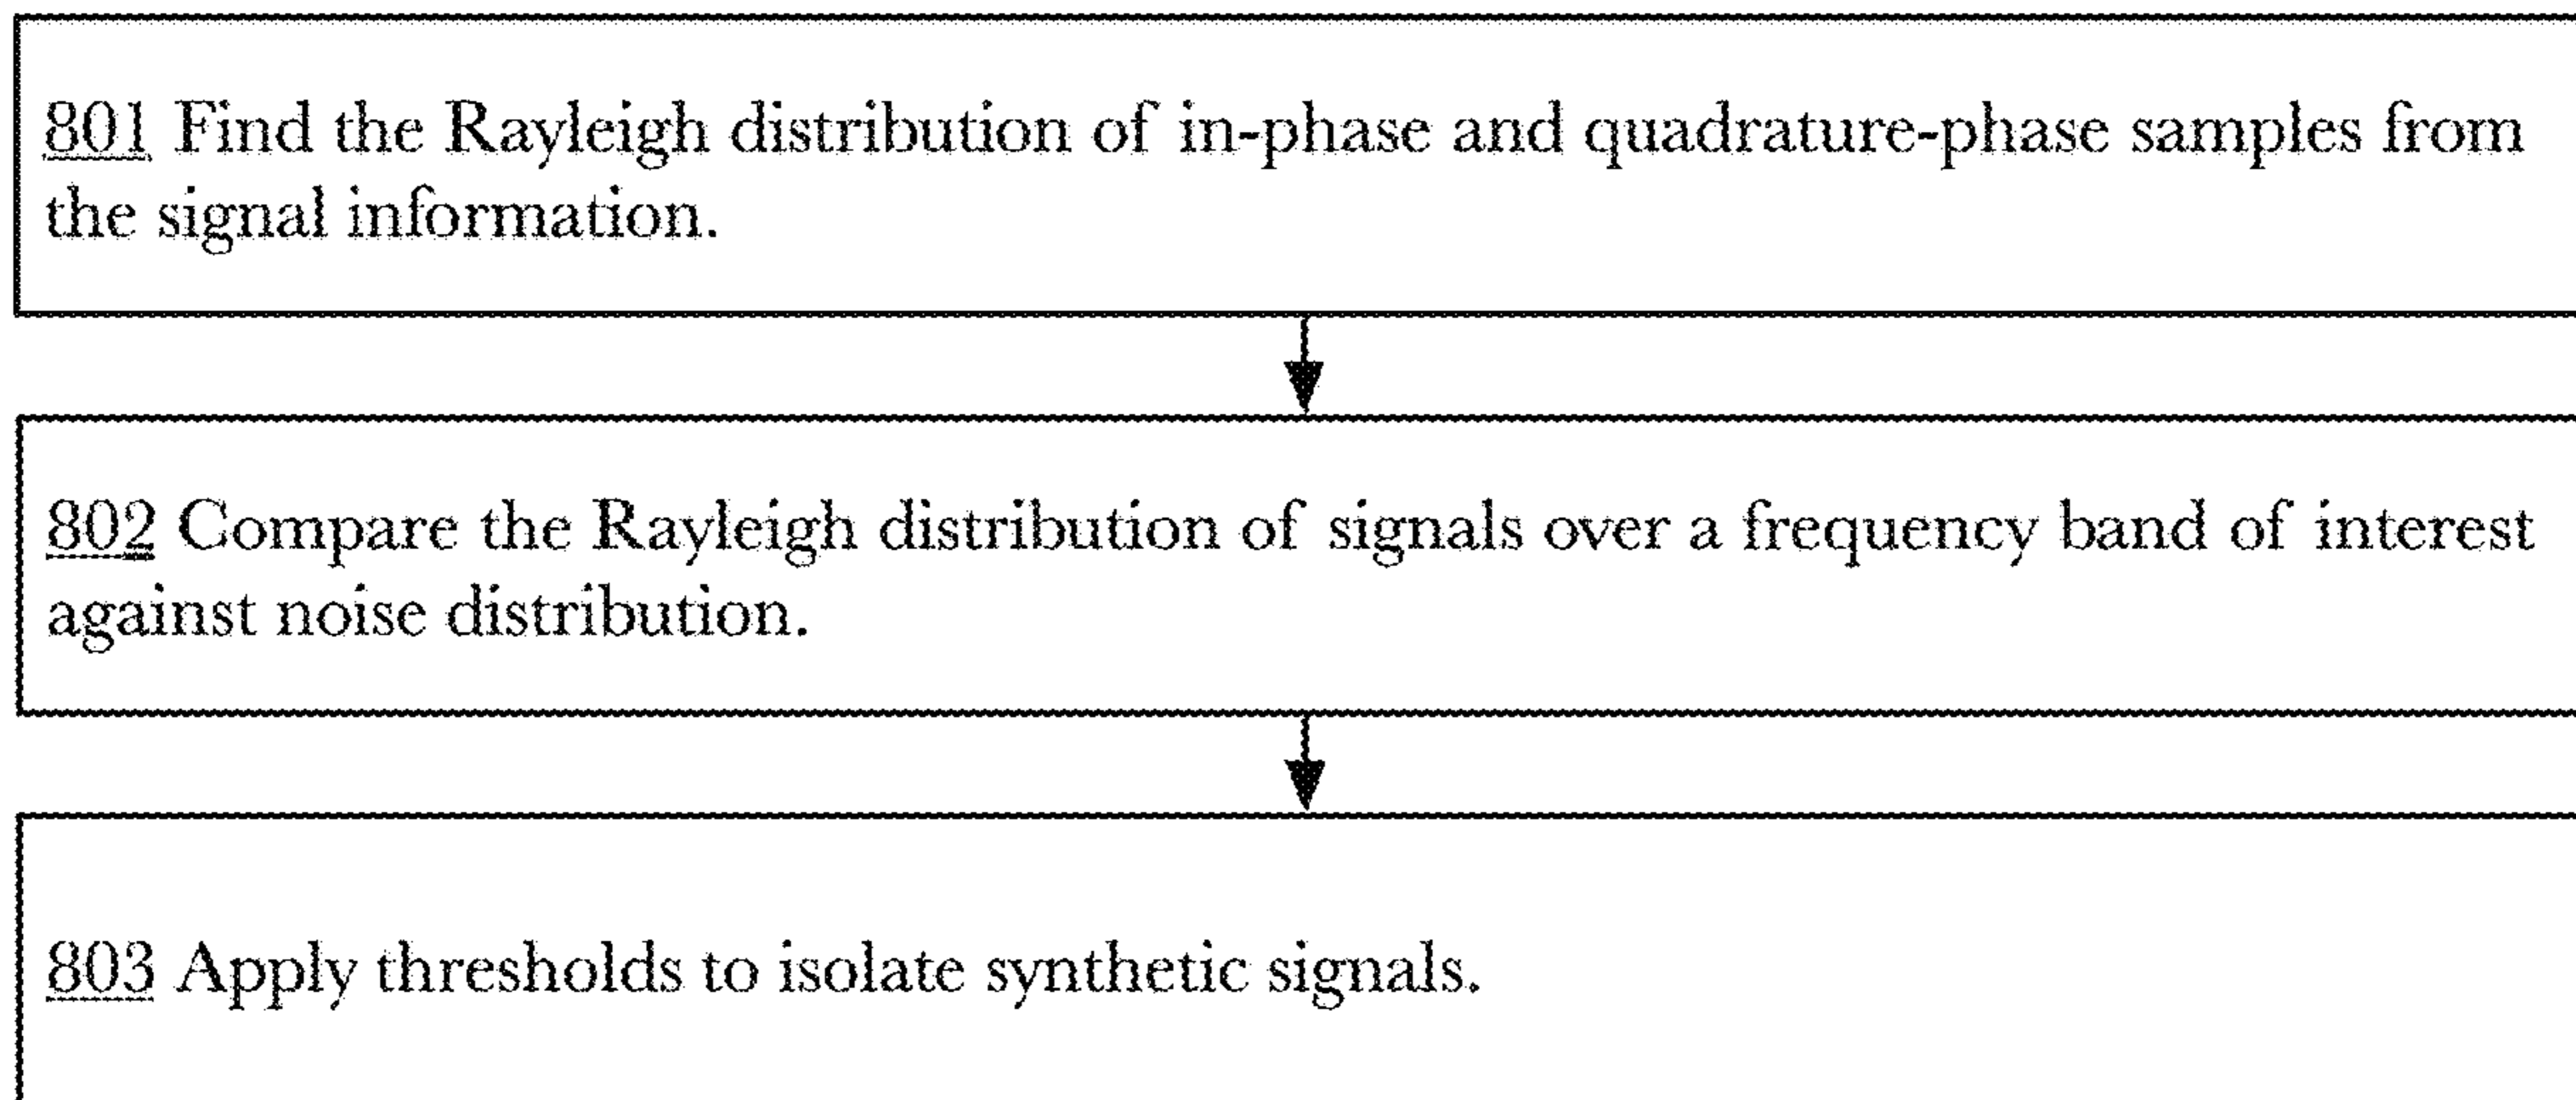 801 Find the Rayleigh distribution of in-phase and quadrature-phase samples from
the signal information.
802 Compare the Rayleigh distribution of signals over a frequency band of interest
against noise distribution.
803 Apply thresholds to isolate synthetic signals.